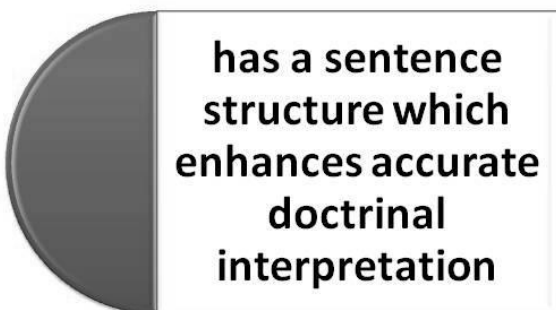 has a sentence
structure which
enhances accurate
doctrinal
interpretation